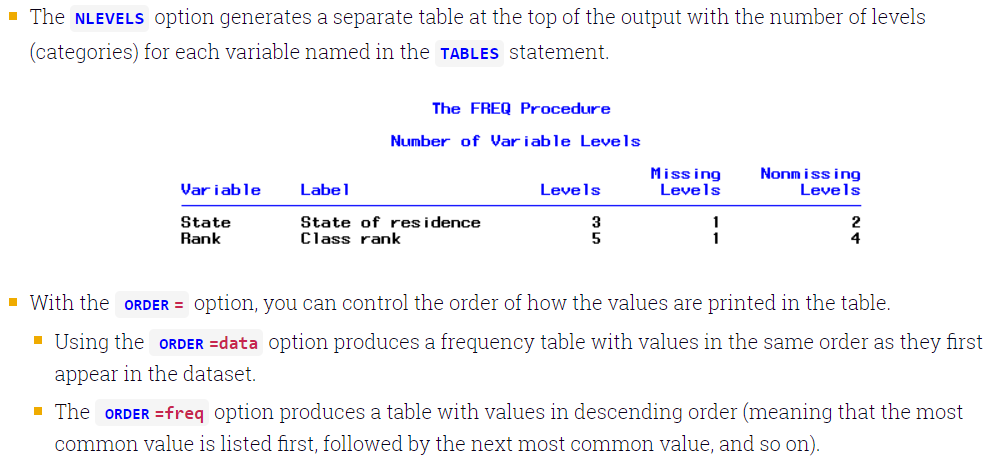 The NLEVELS option generates a separate table at the top of the output with the number of levels
(categories) for each variable named in the TABLES statement.
The FREQ Procedure
Number of Variable Levels
Missing Nonmissing
Variable Label Levels Levels Levels
State State of residence 3 1 2
Rank Class rank 5 1 4
With the ORDER = option, you can control the order of how the values are printed in the table.
Using the ORDER =data option produces a frequency table with values in the same order as they first
appear in the dataset.
The ORDER =freq option produces a table with values in descending order (meaning that the most
common value is listed first, followed by the next most common value, and so on).